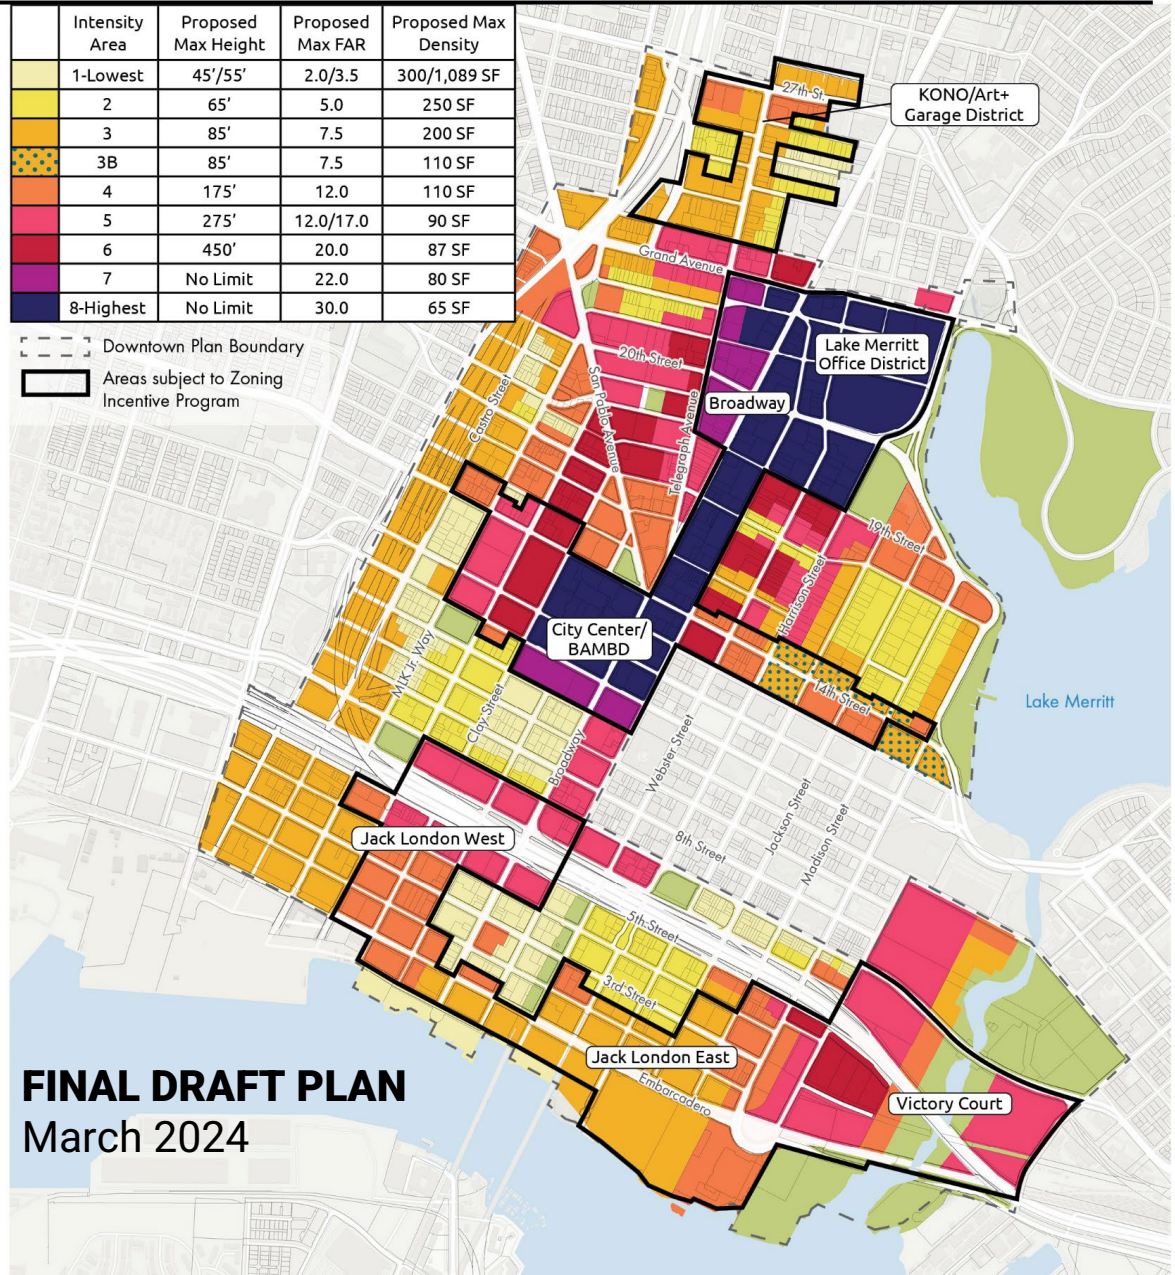 Intensity Area | Proposed Max Height | Proposed Max FAR | Proposed Max Density
1-Lowest | 45’/55’ | 2.0/3.5 | 300/1,089 SF
2 | 65’ | 5.0 | 250 SF
3 | 85’ | 7.5 | 200 SF
3B | 85’ | 7.5 | 110 SF
4 | 175’ | 12.0 | 110 SF
5 | 275’ | 12.0/17.0 | 90 SF
6 | 450’ | 20.0 | 87 SF
7 | No Limit | 22.0 | 80 SF
8-Highest | No Limit | 30.0 | 65 SF
Downtown Plan Boundary
Areas subject to Zoning
Incentive Program
27th St.
KONO/Art+
Garage District
Grand Avenue
Lake Merritt
Office District
20th Street
Broadway
Castro Street
San Pablo Avenue
Telegraph Avenue
19th Street
Harrison Street
City Center/
BAMBD
MLK Jr. Way
14th Street
Clay Street
Lake Merritt
Broadway
Webster Street
Jackson Street
Madison Street
8th Street
Jack London West
5th Street
3rd Street
Jack London East
Embarcadero
Victory Court
FINAL DRAFT PLAN
March 2024